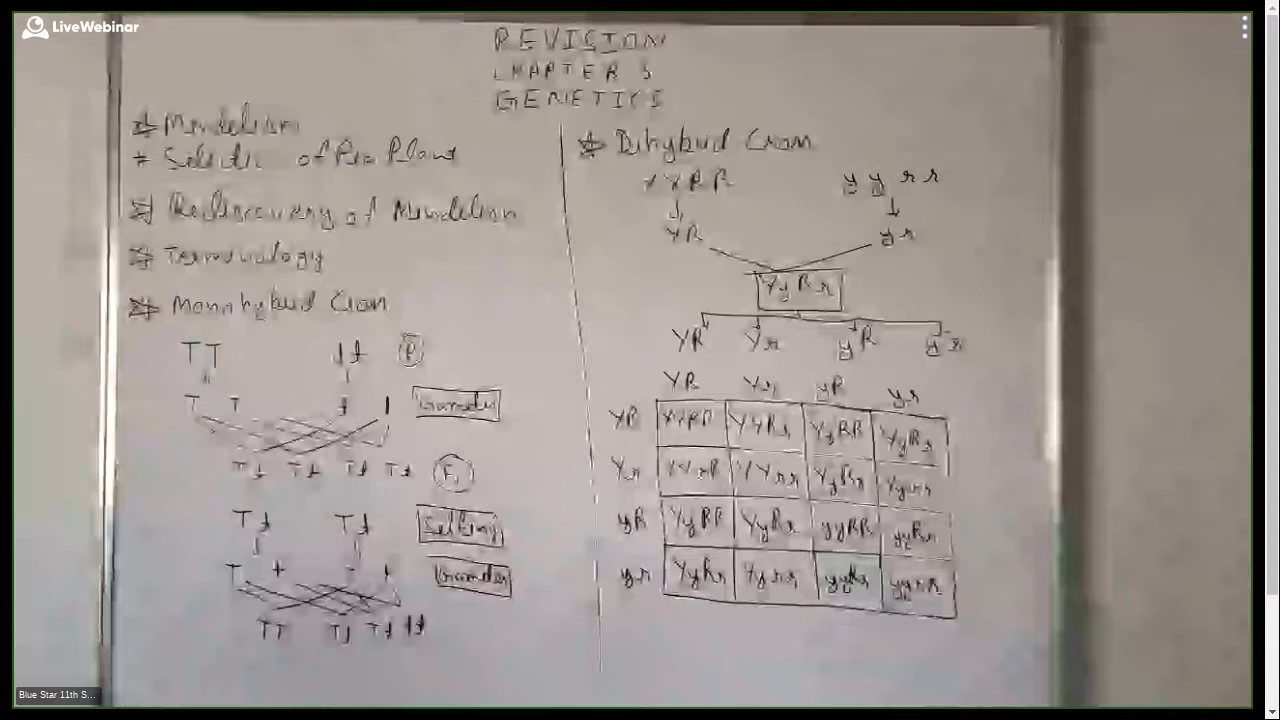 LiveWebinar
REVISION
CHAPTER 3
GENETICS
* Mendelism
* Selection of Pea Plant
* Rediscovery of Mendelism
* Terminology
* Monohybrid Cross
TT tt P
T T t t Gametes
Tt Tt Tt Tt F1
Tt Tt Selfing
T t T t Gametes
TT Tt Tt tt
* Dihybrid Cross
YYRR yyrr
YR yr
YyRr
YR Yr yR yr
YR Yr yR yr
YR YYRR YYRr YyRR YyRr
Yr YYrR YYrr YyRr Yyrr
yR YyRR YyRr yyRR yyRr
yr YyRr Yyrr yyRr yyrr
Blue Star 11th S...